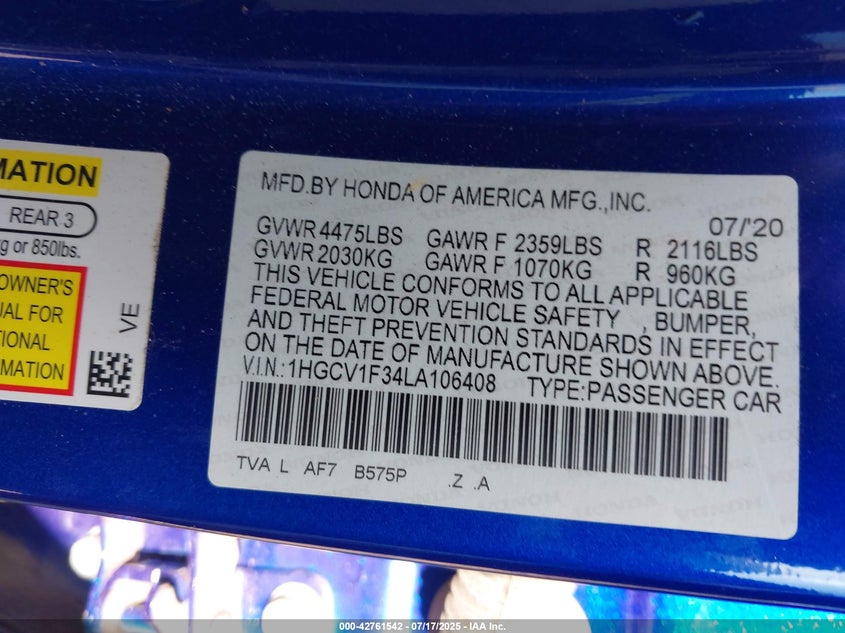 MATION
REAR 3
g or 850lbs.
OWNER'S
UAL FOR
TIONAL
RMATION
VE
MFD.BY HONDA OF AMERICA MFG.,INC.
07/'20
GVWR 4475LBS GAWR F 2359LBS R 2116LBS
GVWR 2030KG GAWR F 1070KG R 960KG
THIS VEHICLE CONFORMS TO ALL APPLICABLE
FEDERAL MOTOR VEHICLE SAFETY , BUMPER,
AND THEFT PREVENTION STANDARDS IN EFFECT
ON THE DATE OF MANUFACTURE SHOWN ABOVE.
V.I.N.:1HGCV1F34LA106408 TYPE:PASSENGER CAR
TVA L AF7 B575P .Z .A
000-42761542 - 07/17/2025 - IAA Inc.